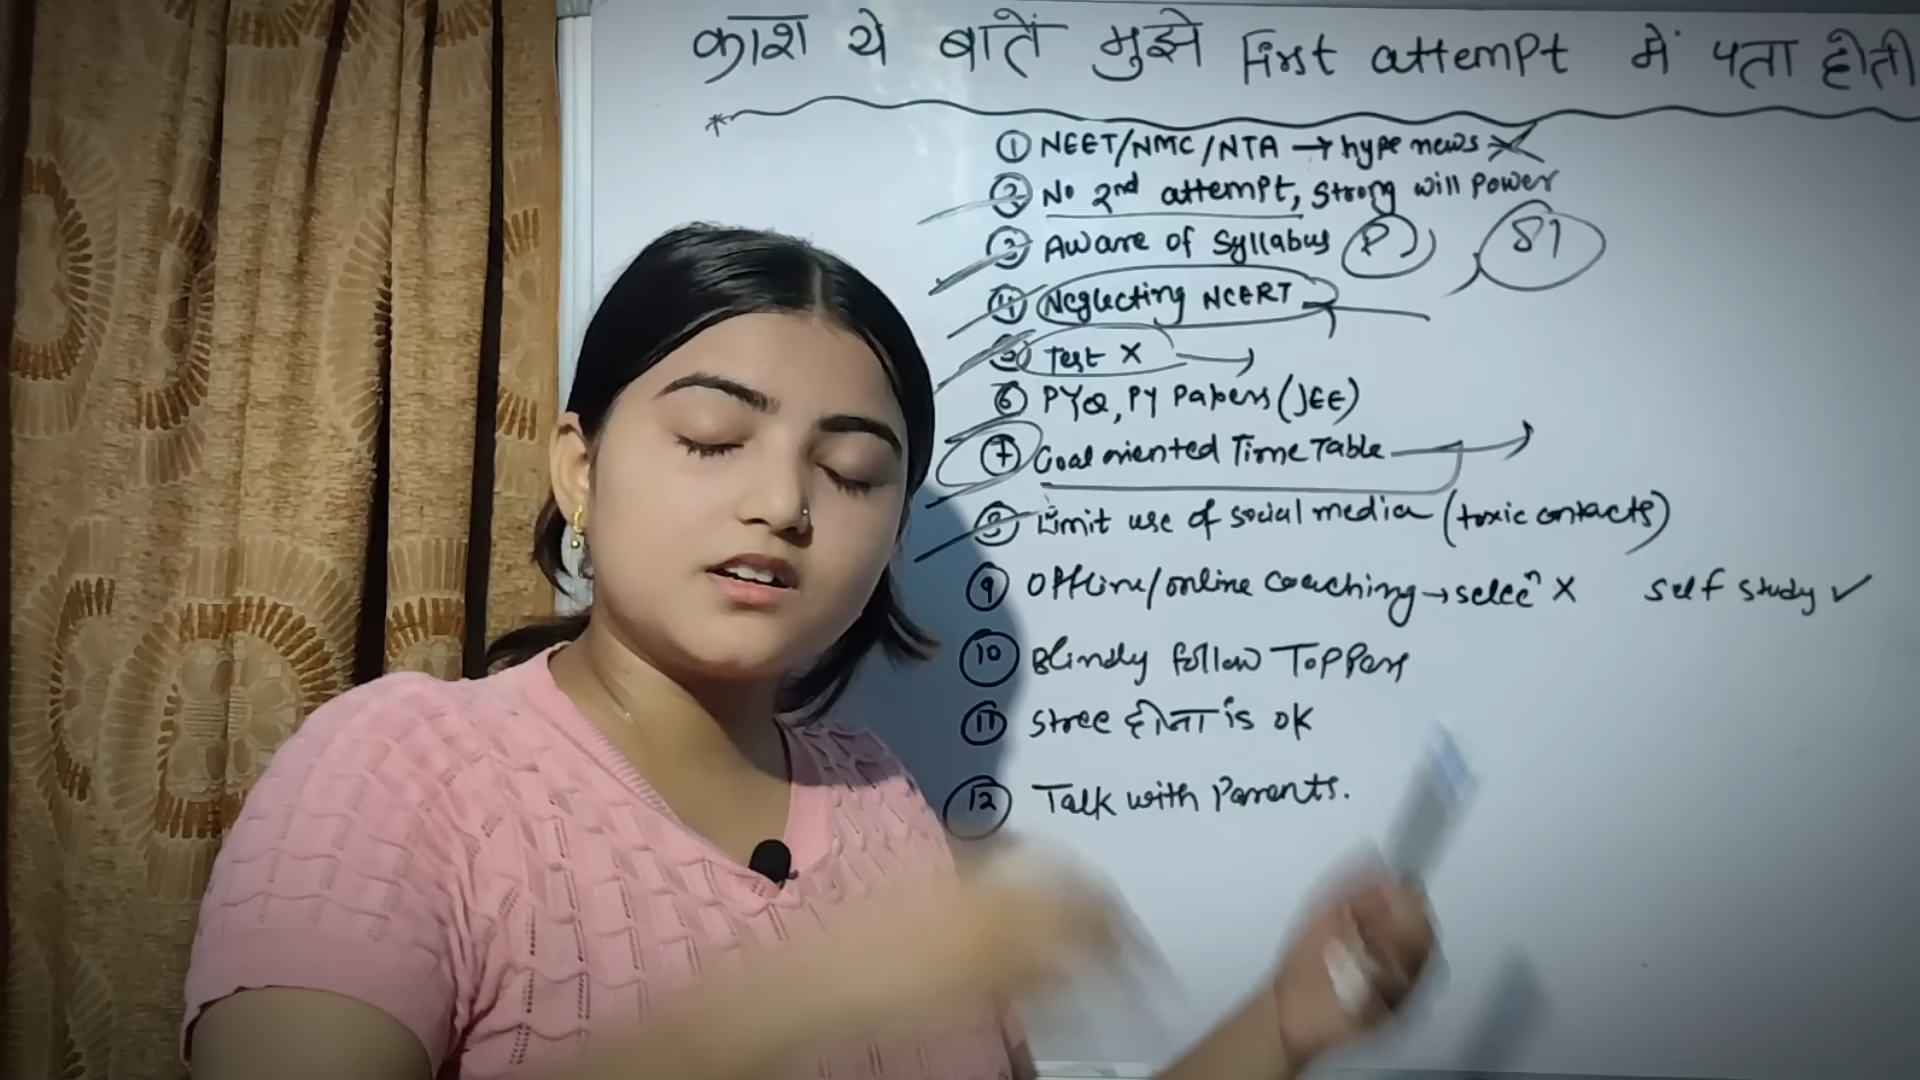 काश ये बातें मुझे First attempt में पता होती
① NEET/NMC/NTA → hype news X
② No 2nd attempt, Strong will power
③ Aware of Syllabus P 81
④ Neglecting NCERT
⑤ Test X →
⑥ PYQ, PY Papers (JEE)
⑦ Goal oriented Time Table →
⑧ Limit use of social media (toxic contacts)
⑨ Offline/online coaching → selecⁿ X self study ✓
⑩ Blindly follow Toppers
⑪ Stree होना is ok
⑫ Talk with Parents.